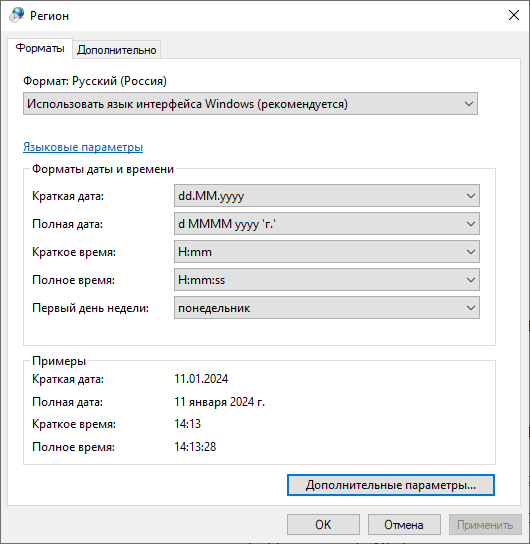 Регион
Форматы Дополнительно
Формат: Русский (Россия)
Использовать язык интерфейса Windows (рекомендуется)
Языковые параметры
Форматы даты и времени
Краткая дата: dd.MM.yyyy
Полная дата: d MMMM yyyy 'г.'
Краткое время: H:mm
Полное время: H:mm:ss
Первый день недели: понедельник
Примеры
Краткая дата: 11.01.2024
Полная дата: 11 января 2024 г.
Краткое время: 14:13
Полное время: 14:13:28
Дополнительные параметры...
OK Отмена Применить